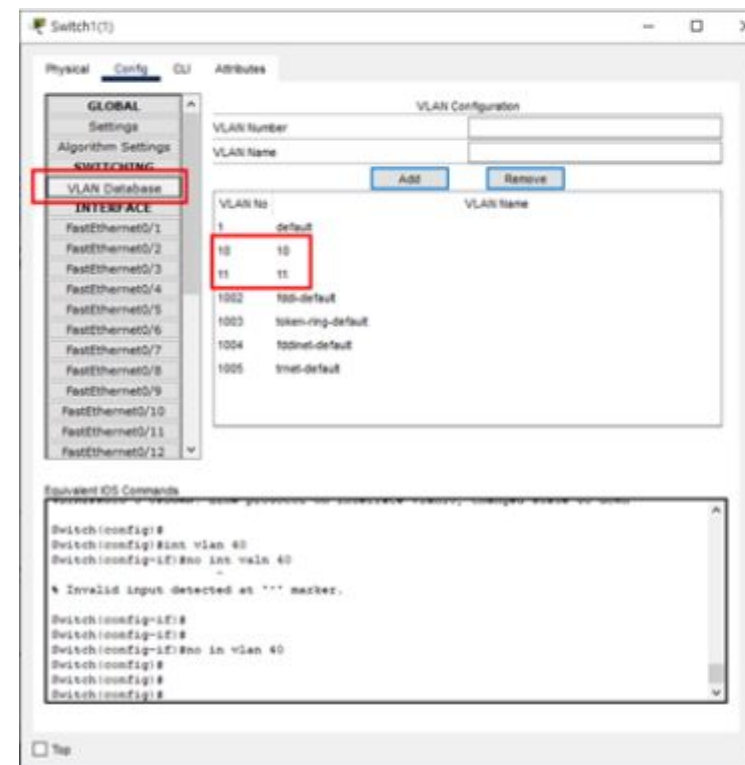 Switch1(1)
Physical Config CLI Attributes
GLOBAL
Settings
Algorithm Settings
SWITCHING
VLAN Database
INTERFACE
FastEthernet0/1
FastEthernet0/2
FastEthernet0/3
FastEthernet0/4
FastEthernet0/5
FastEthernet0/6
FastEthernet0/7
FastEthernet0/8
FastEthernet0/9
FastEthernet0/10
FastEthernet0/11
FastEthernet0/12
VLAN Configuration
VLAN Number
VLAN Name
Add Remove
VLAN No VLAN Name
1 default
10 10
11 11
1002 fddi-default
1003 token-ring-default
1004 fddinet-default
1005 trnet-default
Equivalent IOS Commands
Switch(config)#
Switch(config)#int vlan 40
Switch(config-if)#no int valn 40
^
% Invalid input detected at '^' marker.
Switch(config-if)#
Switch(config-if)#
Switch(config-if)#no in vlan 40
Switch(config)#
Switch(config)#
Switch(config)#
Top